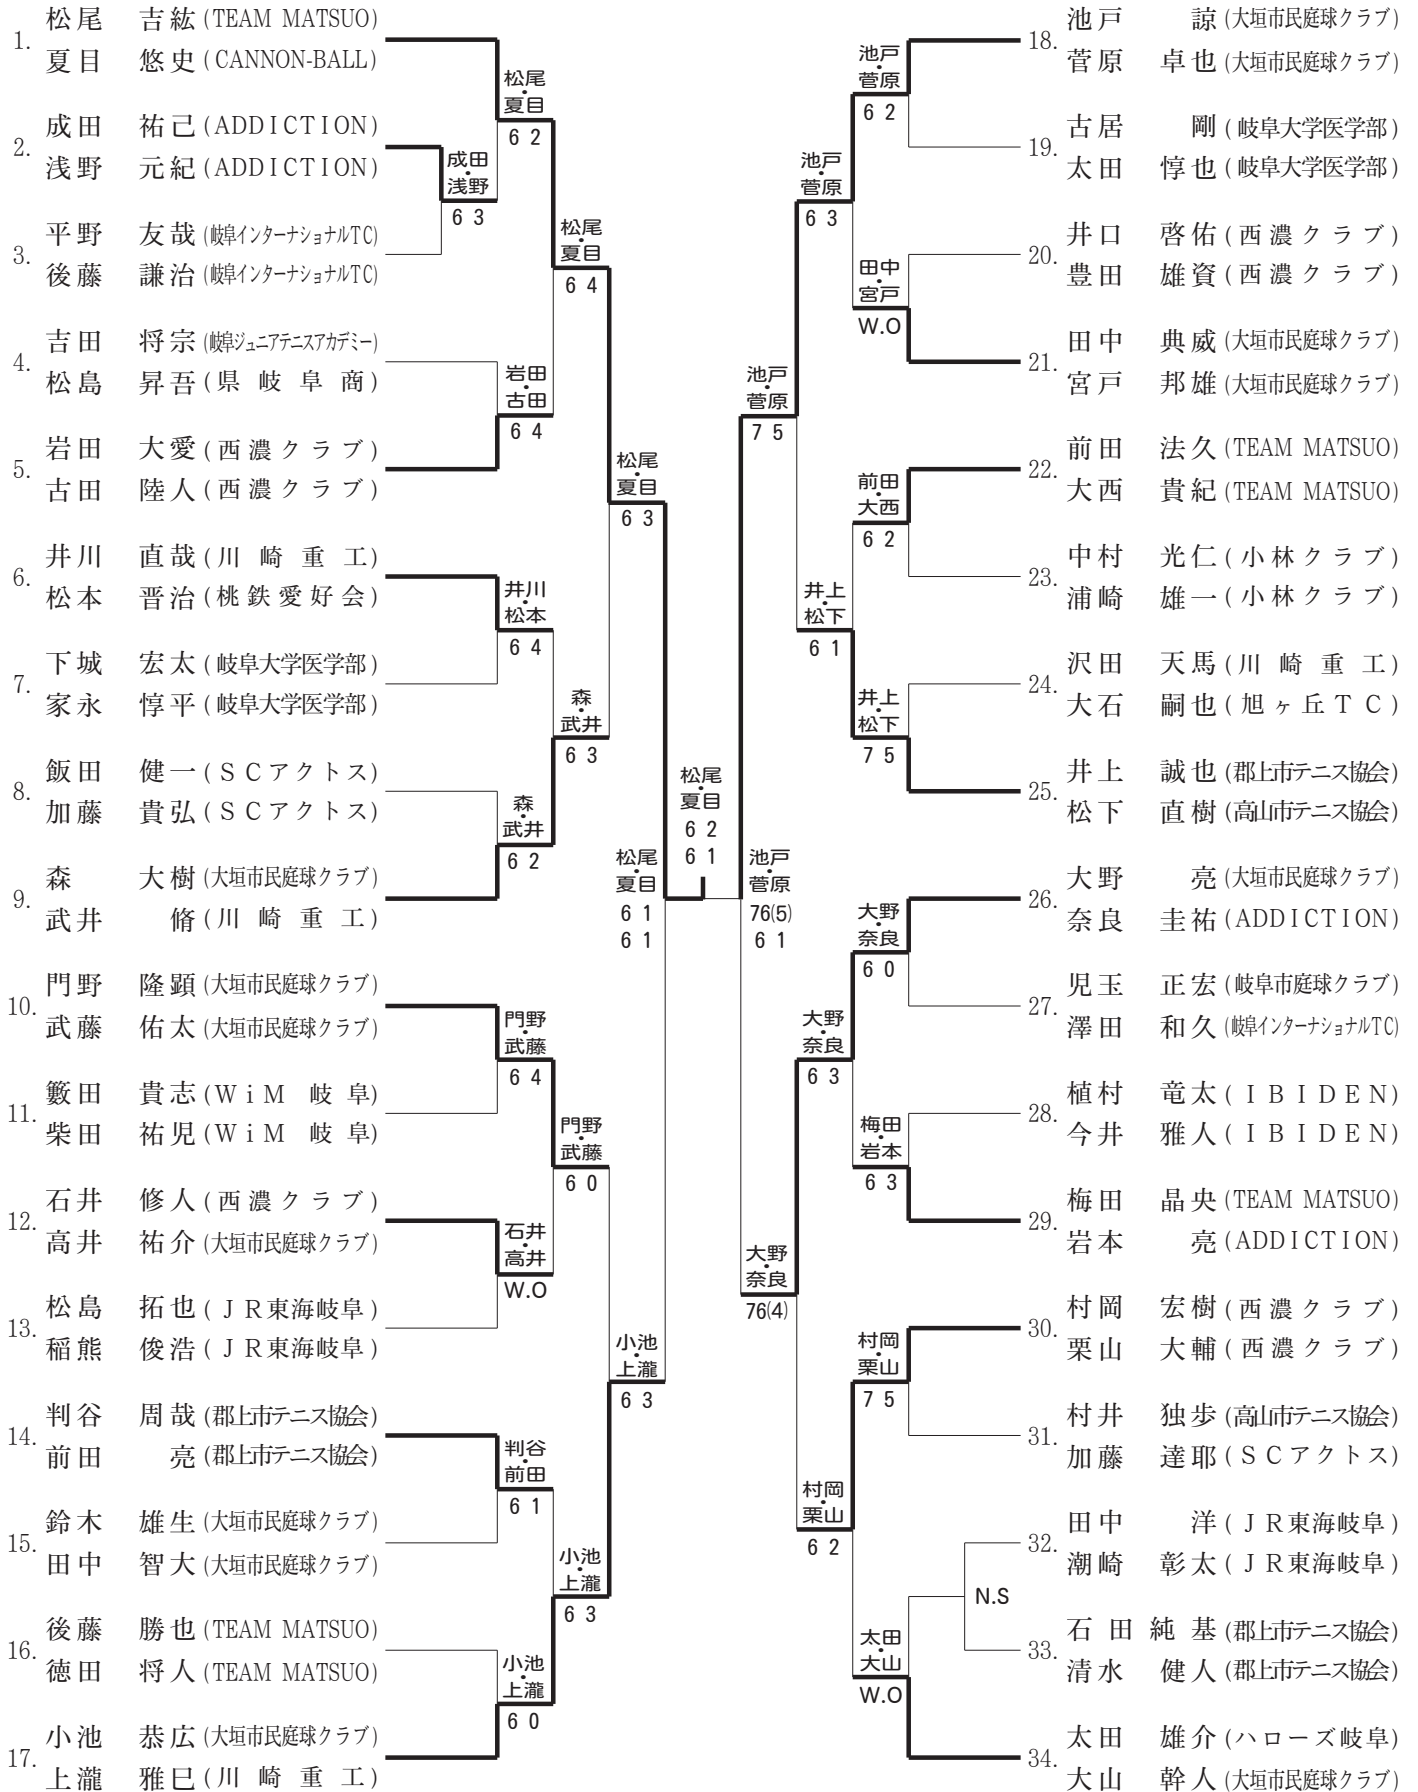 1.
松尾 吉紘 (TEAM MATSUO)
夏目 悠史 (CANNON-BALL)
2.
成田 祐己 (ADDICTION)
浅野 元紀 (ADDICTION)
3.
平野 友哉 (岐阜インターナショナルTC)
後藤 謙治 (岐阜インターナショナルTC)
4.
吉田 将宗 (岐阜ジュニアテニスアカデミー)
松島 昇吾 (県岐阜商)
5.
岩田 大愛 (西濃クラブ)
古田 陸人 (西濃クラブ)
6.
井川 直哉 (川崎重工)
松本 晋治 (桃鉄愛好会)
7.
下城 宏太 (岐阜大学医学部)
家永 惇平 (岐阜大学医学部)
8.
飯田 健一 (SCアクトス)
加藤 貴弘 (SCアクトス)
9.
森 大樹 (大垣市民庭球クラブ)
武井 脩 (川崎重工)
10.
門野 隆顕 (大垣市民庭球クラブ)
武藤 佑太 (大垣市民庭球クラブ)
11.
籔田 貴志 (WiM 岐阜)
柴田 祐児 (WiM 岐阜)
12.
石井 修人 (西濃クラブ)
高井 祐介 (大垣市民庭球クラブ)
13.
松島 拓也 (JR東海岐阜)
稲熊 俊浩 (JR東海岐阜)
14.
判谷 周哉 (郡上市テニス協会)
前田 亮 (郡上市テニス協会)
15.
鈴木 雄生 (大垣市民庭球クラブ)
田中 智大 (大垣市民庭球クラブ)
16.
後藤 勝也 (TEAM MATSUO)
徳田 将人 (TEAM MATSUO)
17.
小池 恭広 (大垣市民庭球クラブ)
上瀧 雅巳 (川崎重工)
成田・
浅野
6 3
松尾・
夏目
6 2
岩田・
古田
6 4
井川・
松本
6 4
森・
武井
6 2
門野・
武藤
6 4
石井・
高井
W.O
判谷・
前田
6 1
小池・
上瀧
6 0
松尾・
夏目
6 4
森・
武井
6 3
門野・
武藤
6 0
小池・
上瀧
6 3
松尾・
夏目
6 3
小池・
上瀧
6 3
松尾・
夏目
6 1
6 1
松尾・
夏目
6 2
6 1
池戸・
菅原
76(5)
6 1
池戸・
菅原
7 5
大野・
奈良
76(4)
池戸・
菅原
6 3
井上・
松下
6 1
大野・
奈良
6 3
村岡・
栗山
6 2
池戸・
菅原
6 2
田中・
宮戸
W.O
前田・
大西
6 2
井上・
松下
7 5
大野・
奈良
6 0
梅田・
岩本
6 3
村岡・
栗山
7 5
太田・
大山
W.O
N.S
18.
池戸 諒 (大垣市民庭球クラブ)
菅原 卓也 (大垣市民庭球クラブ)
19.
古居 剛 (岐阜大学医学部)
太田 惇也 (岐阜大学医学部)
20.
井口 啓佑 (西濃クラブ)
豊田 雄資 (西濃クラブ)
21.
田中 典威 (大垣市民庭球クラブ)
宮戸 邦雄 (大垣市民庭球クラブ)
22.
前田 法久 (TEAM MATSUO)
大西 貴紀 (TEAM MATSUO)
23.
中村 光仁 (小林クラブ)
浦崎 雄一 (小林クラブ)
24.
沢田 天馬 (川崎重工)
大石 嗣也 (旭ヶ丘TC)
25.
井上 誠也 (郡上市テニス協会)
松下 直樹 (高山市テニス協会)
26.
大野 亮 (大垣市民庭球クラブ)
奈良 圭祐 (ADDICTION)
27.
児玉 正宏 (岐阜市庭球クラブ)
澤田 和久 (岐阜インターナショナルTC)
28.
植村 竜太 (IBIDEN)
今井 雅人 (IBIDEN)
29.
梅田 晶央 (TEAM MATSUO)
岩本 亮 (ADDICTION)
30.
村岡 宏樹 (西濃クラブ)
栗山 大輔 (西濃クラブ)
31.
村井 独歩 (高山市テニス協会)
加藤 達耶 (SCアクトス)
32.
田中 洋 (JR東海岐阜)
潮崎 彰太 (JR東海岐阜)
33.
石田 純基 (郡上市テニス協会)
清水 健人 (郡上市テニス協会)
34.
太田 雄介 (ハローズ岐阜)
大山 幹人 (大垣市民庭球クラブ)